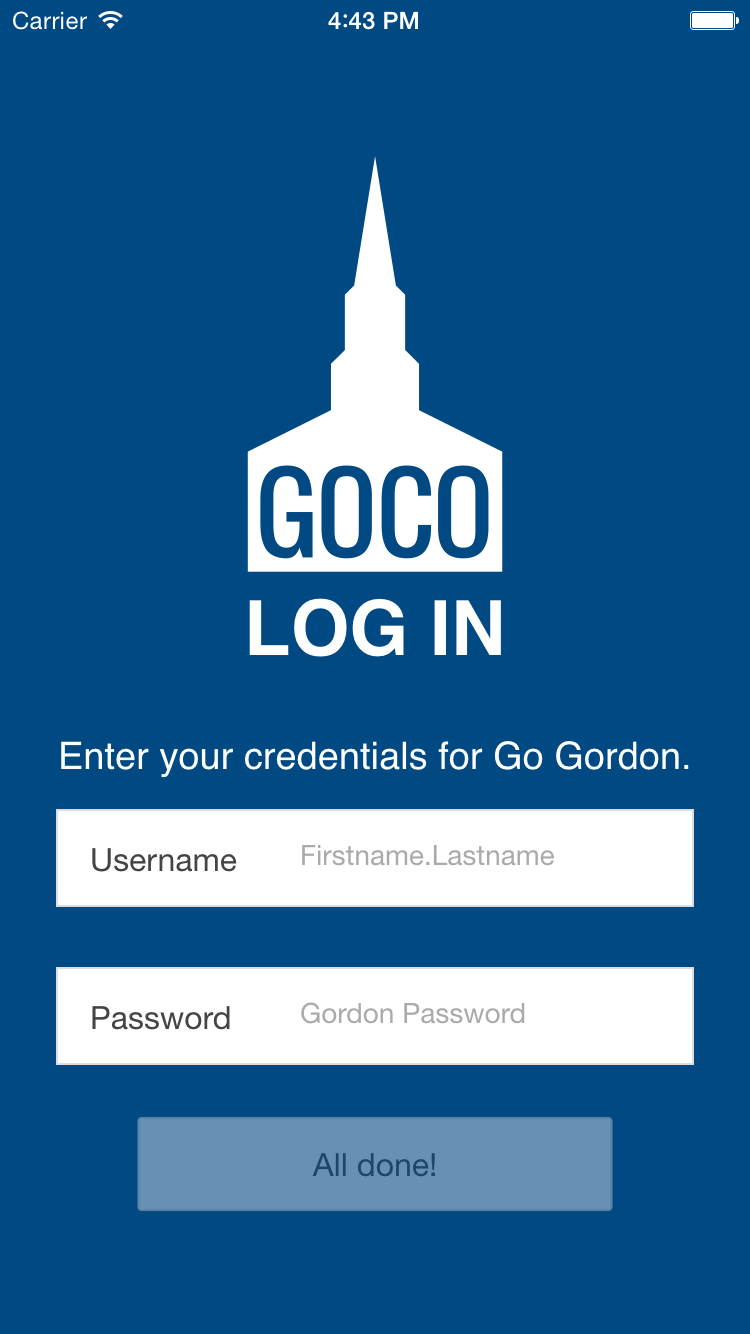 Carrier 4:43 PM
GOCO
LOG IN
Enter your credentials for Go Gordon.
Username Firstname.Lastname
Password Gordon Password
All done!